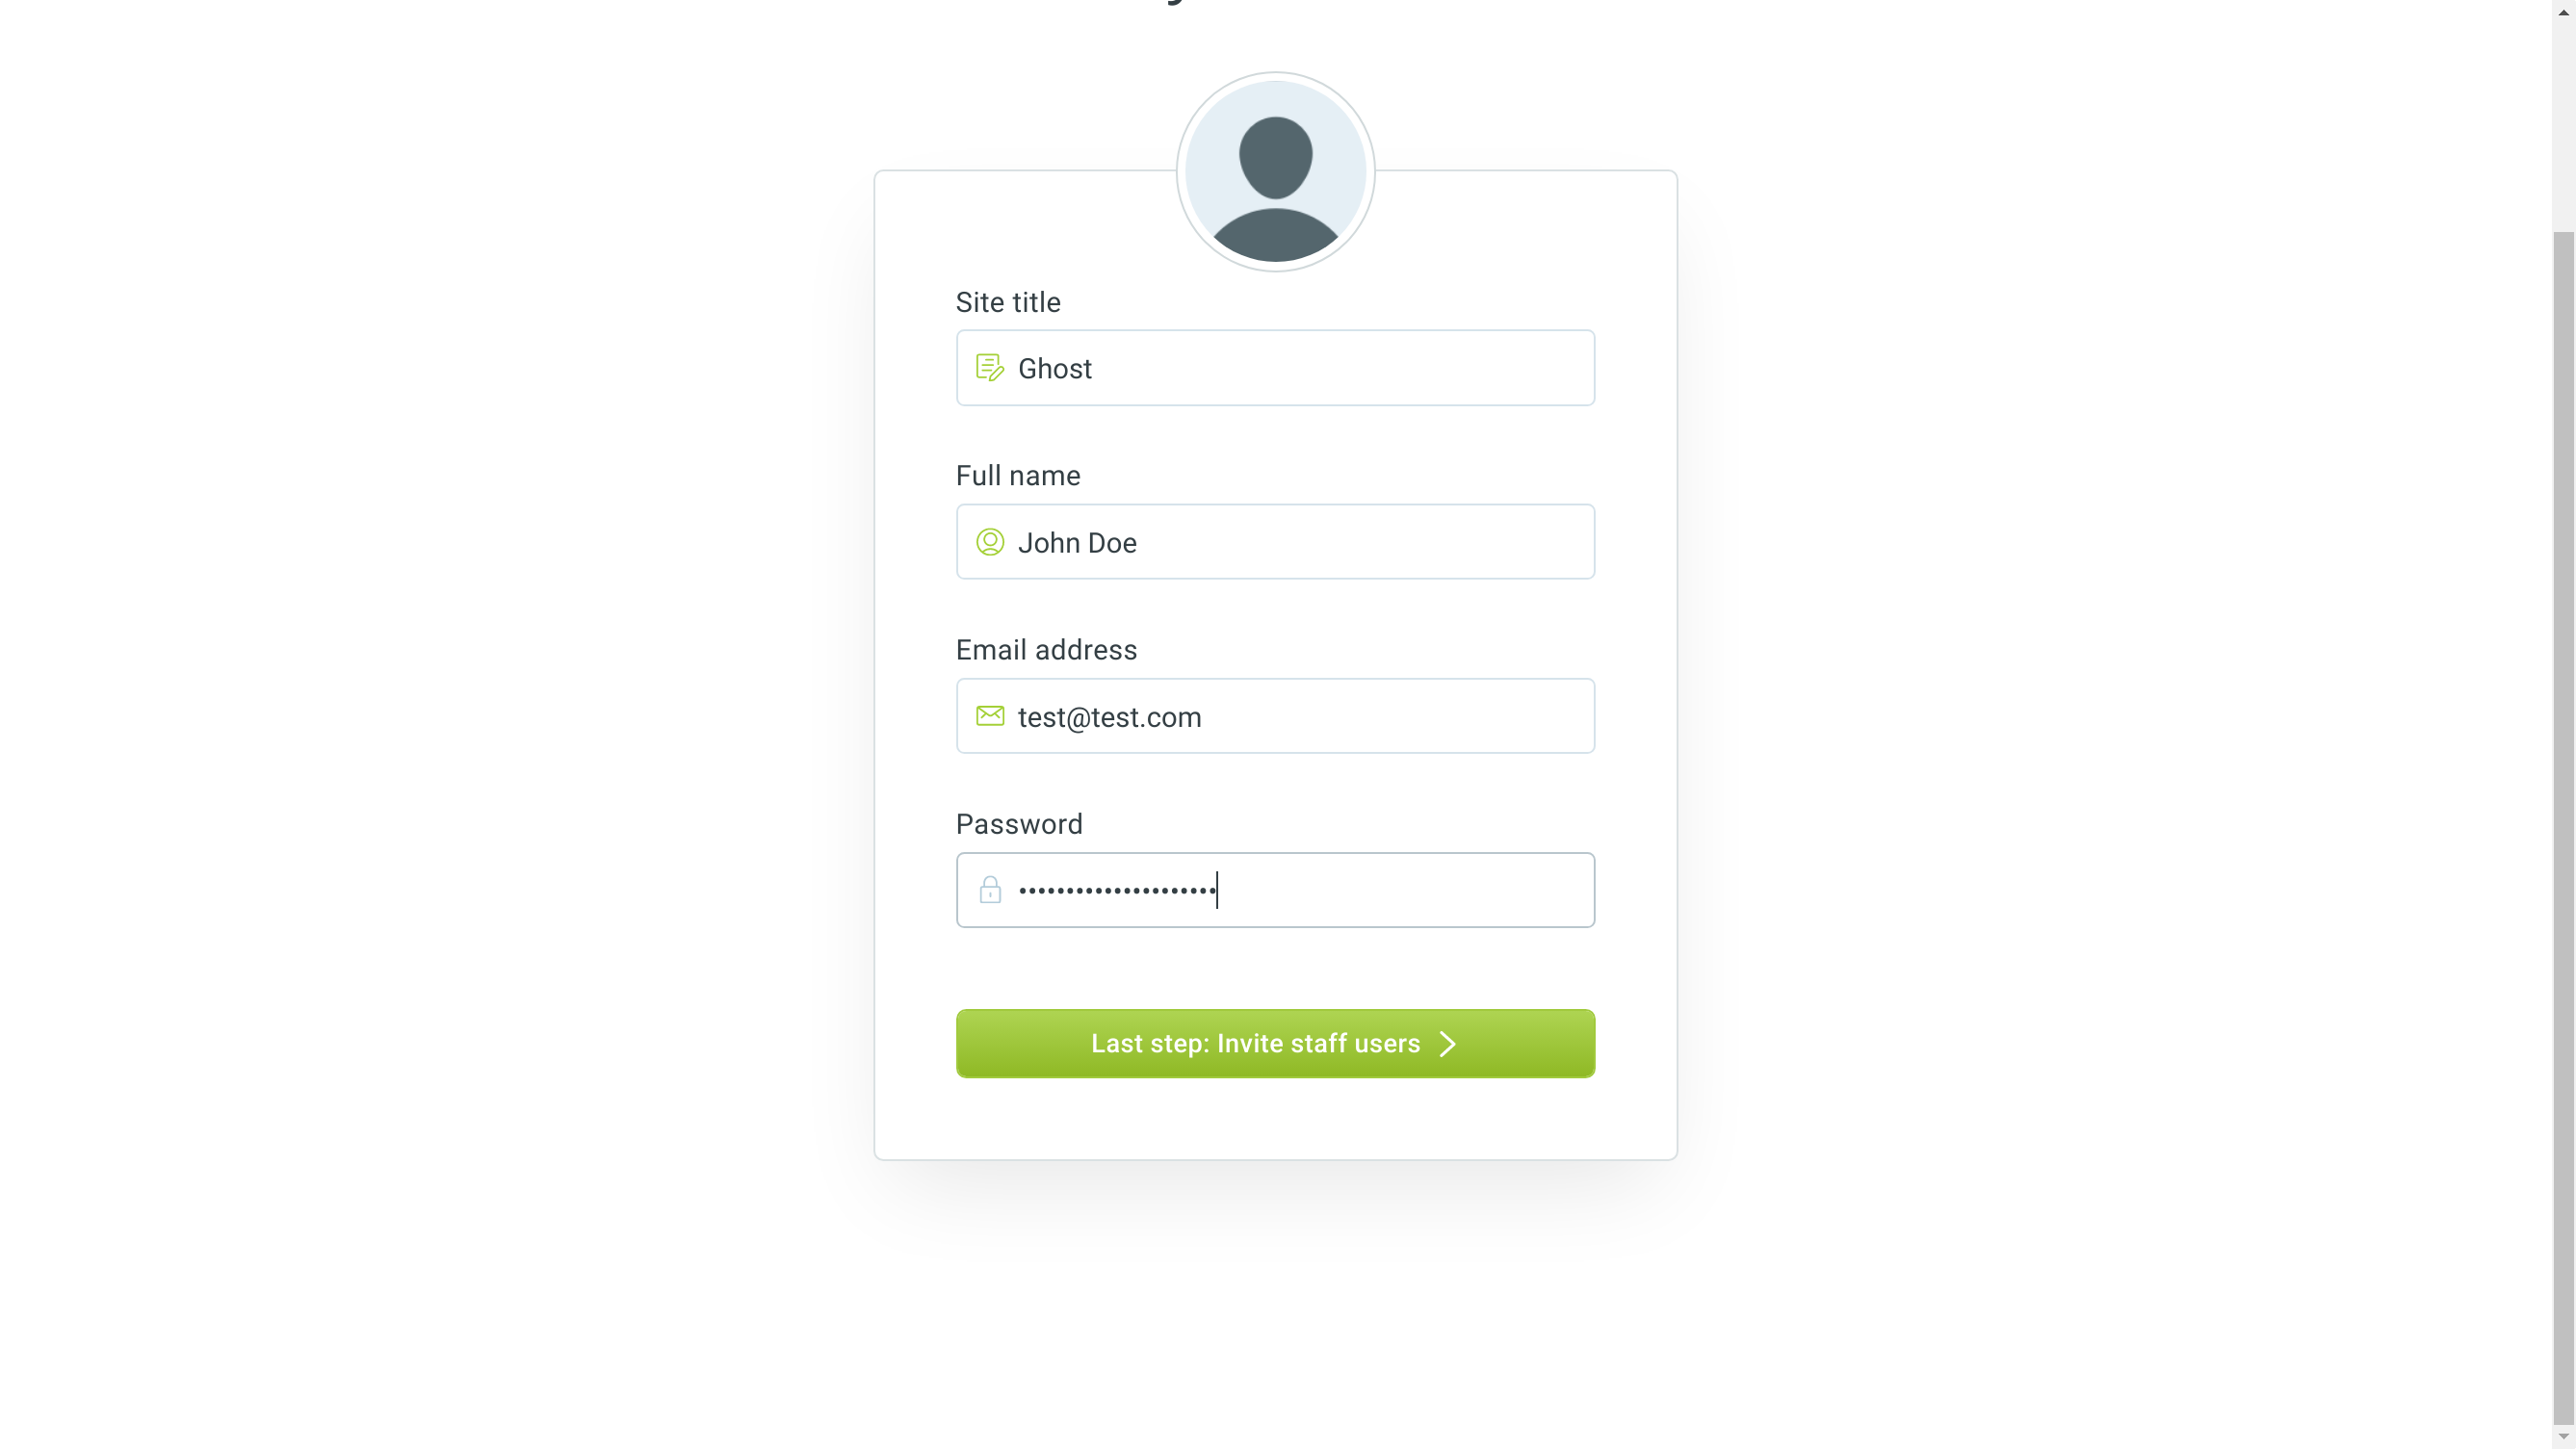 Site title
Ghost
Full name
John Doe
Email address
test@test.com
Password
•••••••••••••••••••••
Last step: Invite staff users